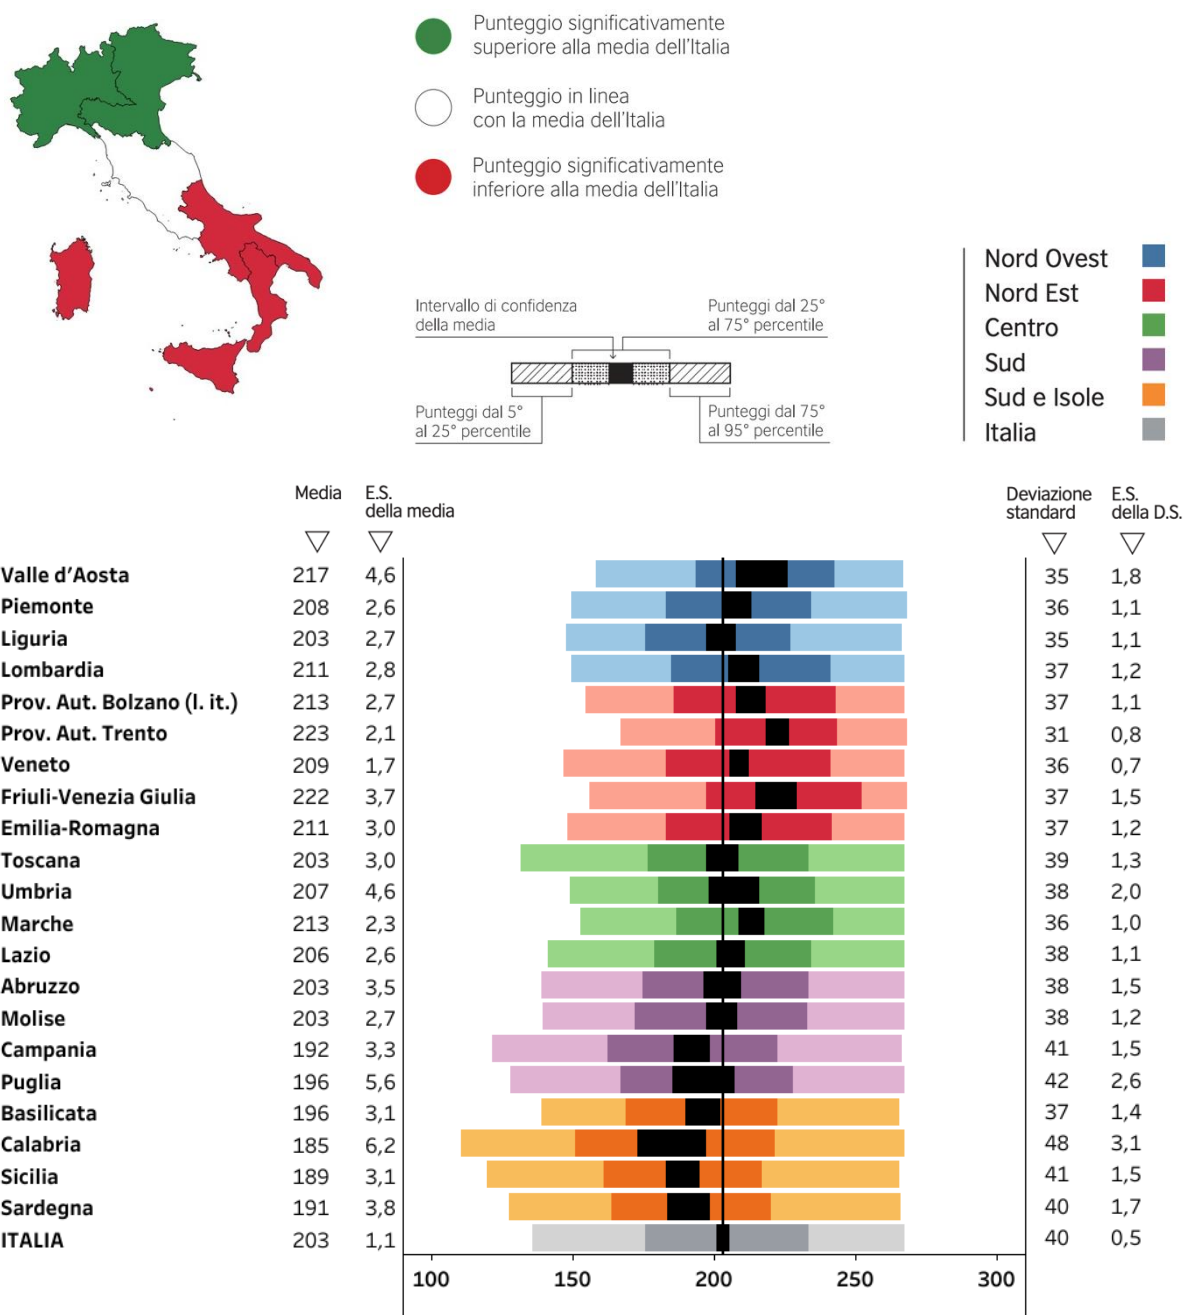 Punteggio significativamente
superiore alla media dell'Italia
Punteggio in linea
con la media dell'Italia
Punteggio significativamente
inferiore alla media dell'Italia
Nord Ovest
Nord Est
Centro
Sud
Sud e Isole
Italia
Intervallo di confidenza
della media
Punteggi dal 25°
al 75° percentile
Punteggi dal 5°
al 25° percentile
Punteggi dal 75°
al 95° percentile
Media E.S.
della media
Deviazione
standard
E.S.
della D.S.
Valle d'Aosta 217 4,6 35 1,8
Piemonte 208 2,6 36 1,1
Liguria 203 2,7 35 1,1
Lombardia 211 2,8 37 1,2
Prov. Aut. Bolzano (l. it.) 213 2,7 37 1,1
Prov. Aut. Trento 223 2,1 31 0,8
Veneto 209 1,7 36 0,7
Friuli-Venezia Giulia 222 3,7 37 1,5
Emilia-Romagna 211 3,0 37 1,2
Toscana 203 3,0 39 1,3
Umbria 207 4,6 38 2,0
Marche 213 2,3 36 1,0
Lazio 206 2,6 38 1,1
Abruzzo 203 3,5 38 1,5
Molise 203 2,7 38 1,2
Campania 192 3,3 41 1,5
Puglia 196 5,6 42 2,6
Basilicata 196 3,1 37 1,4
Calabria 185 6,2 48 3,1
Sicilia 189 3,1 41 1,5
Sardegna 191 3,8 40 1,7
ITALIA 203 1,1 40 0,5
100 150 200 250 300